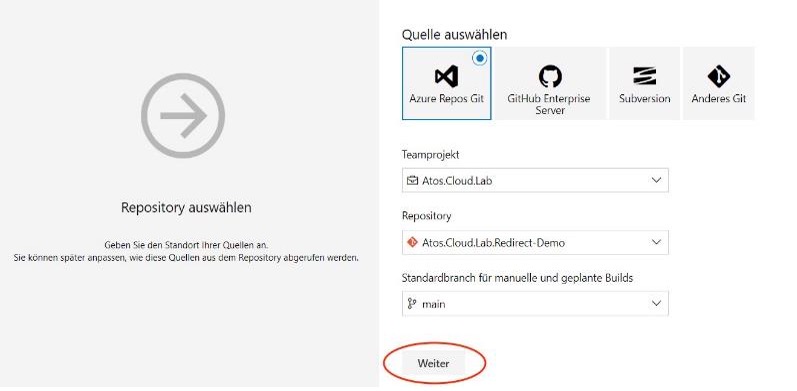 Repository auswählen
Geben Sie den Standort Ihrer Quellen an.
Sie können später anpassen, wie diese Quellen aus dem Repository abgerufen werden.
Quelle auswählen
Azure Repos Git
GitHub Enterprise
Server
Subversion
Anderes Git
Teamprojekt
Atos.Cloud.Lab
Repository
Atos.Cloud.Lab.Redirect-Demo
Standardbranch für manuelle und geplante Builds
main
Weiter